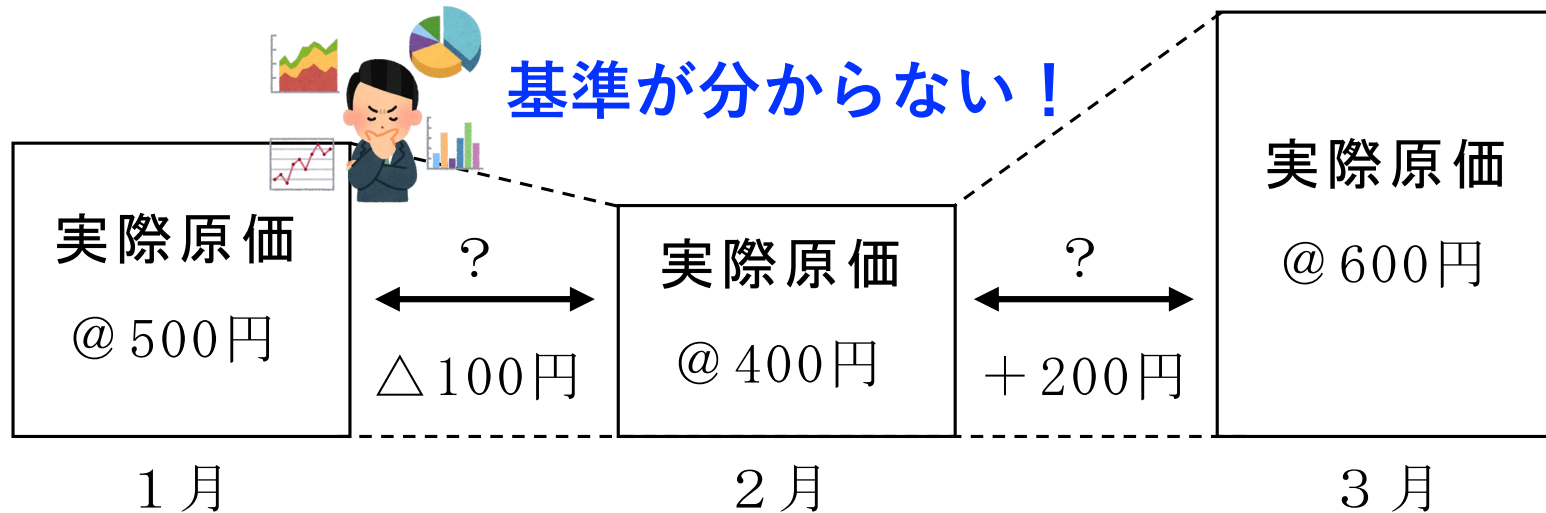 基準が分からない！
実際原価
＠500円
？
△100円
実際原価
＠400円
？
＋200円
実際原価
＠600円
１月
２月
３月